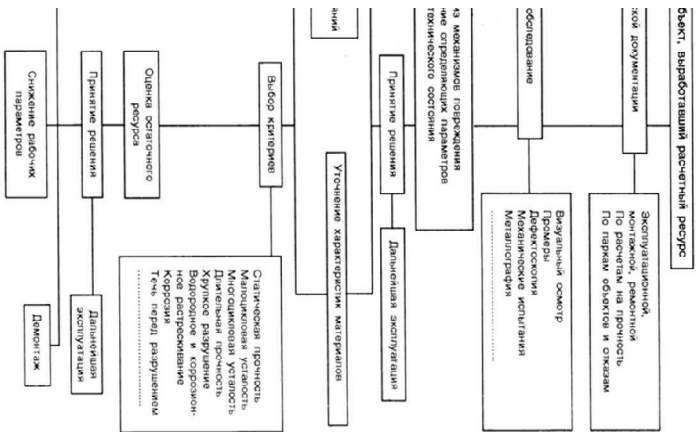 бъект, выработавший расчетный ресурс
ской документации
Эксплуатационной,
монтажной, ремонтной
По расчетам на прочность
По паркам объектов и отказам
обследование
Визуальный осмотр
Промеры
Дефектоскопия
Механические испытания
Металлография
из механизмов повреждения
ние определяющих параметров
технического состояния
Принятие решения
Дальнейшая эксплуатация
аний
Уточнение характеристик материалов
Выбор критериев
Статическая прочность
Малоцикловая усталость
Многоцикловая усталость
Длительная прочность
Хрупкое разрушение
Водородное и коррозион-
ное растрескивание
Коррозия
Течь перед разрушением
Оценка остаточного
ресурса
Принятие решения
Дальнейшая
эксплуатация
Снижение рабочих
параметров
Демонтаж